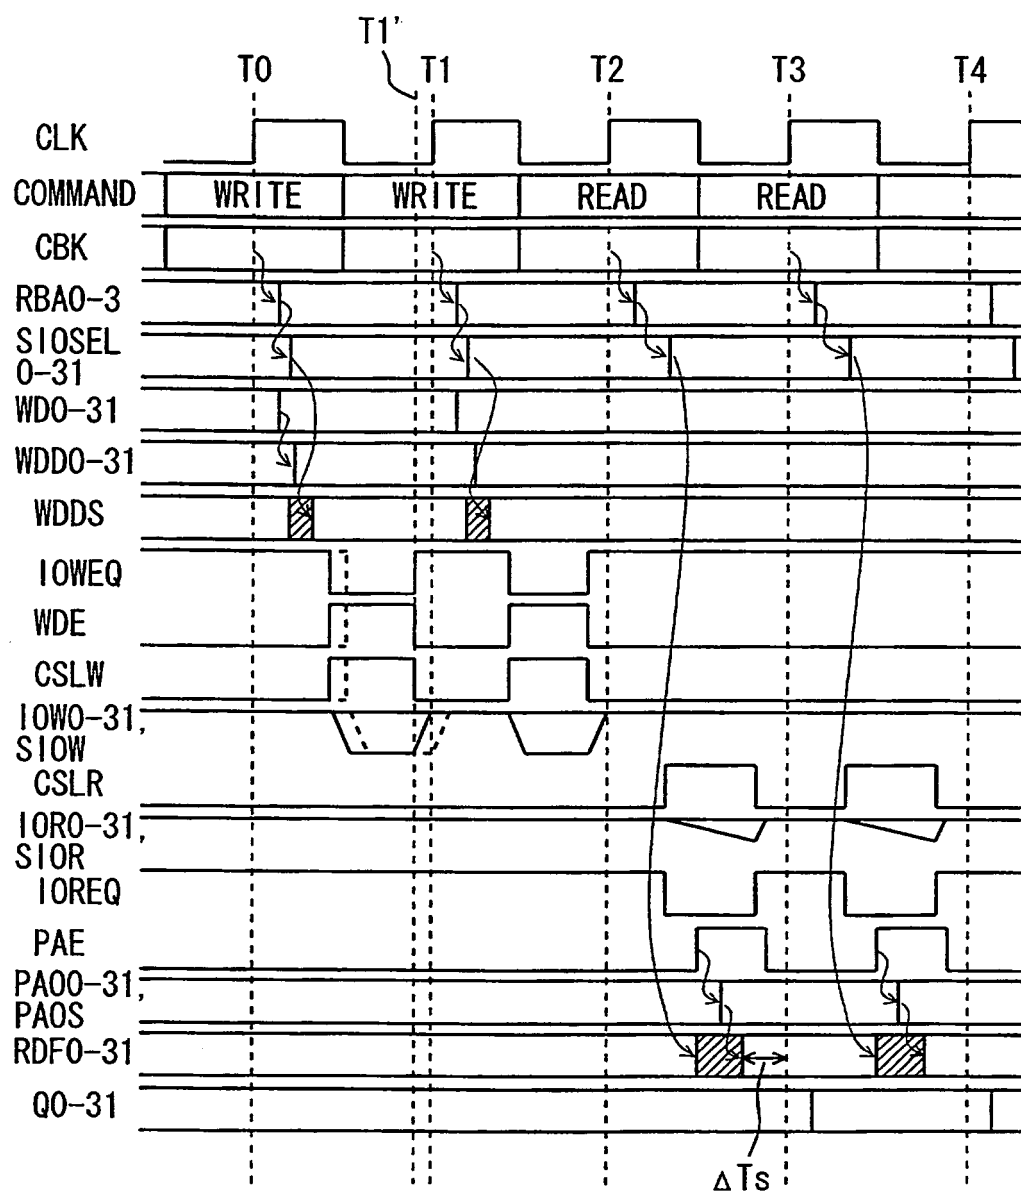 T1'
T0 T1 T2 T3 T4
CLK
COMMAND WRITE WRITE READ READ
CBK
RBA0-3
SIOSEL
0-31
WD0-31
WDD0-31
WDDS
IOWEQ
WDE
CSLW
IOW0-31,
SIOW
CSLR
IOR0-31,
SIOR
IOREQ
PAE
PAO0-31,
PAOS
RDF0-31
Q0-31
ΔTs